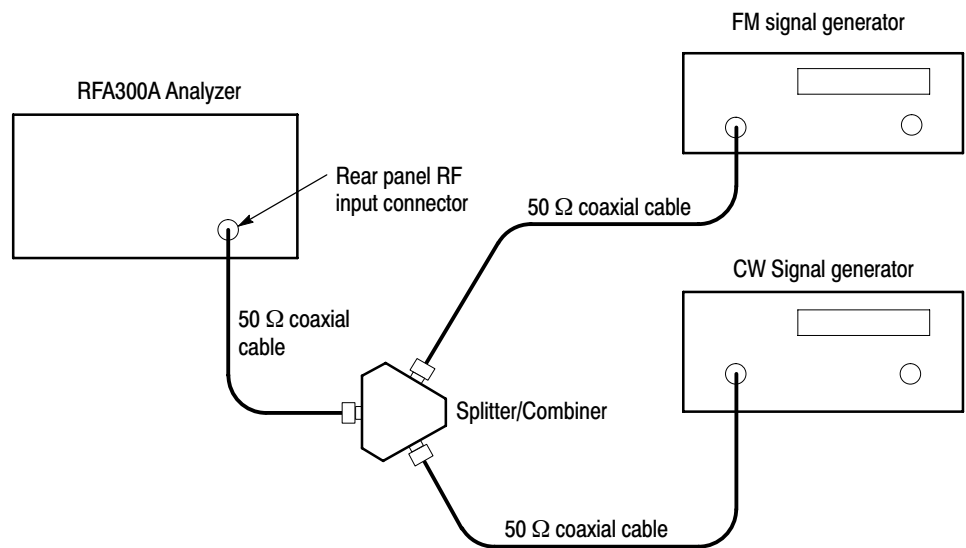 FM signal generator
RFA300A Analyzer
Rear panel RF
input connector
50 Ω coaxial cable
CW Signal generator
50 Ω coaxial
cable
Splitter/Combiner
50 Ω coaxial cable